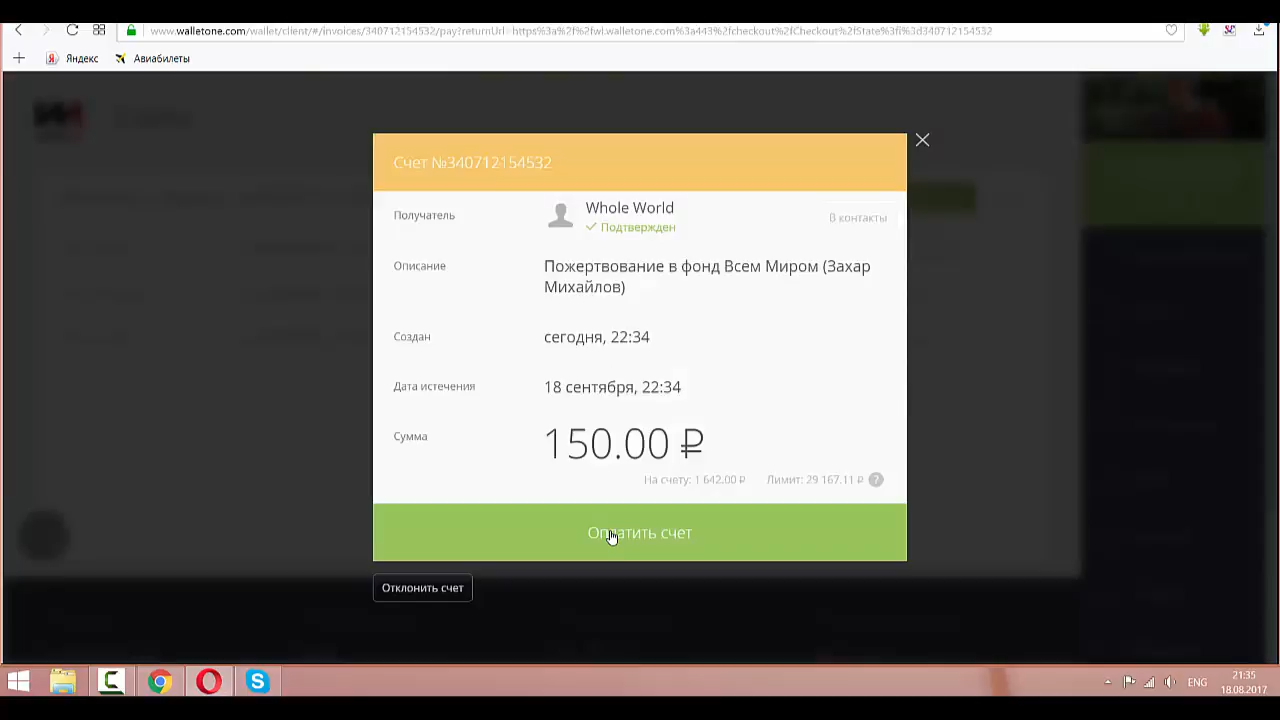 www.walletone.com/wallet/client/#/invoices/340712154532/pay?returnUrl=https%3a%2f%2fwl.walletone.com%3a443%2fcheckout%2fCheckout%2fState%2f%3fi%3d340712154532
Яндекс
Авиабилеты
Счет №340712154532
Получатель
Whole World
В контакты
Подтвержден
Описание
Пожертвование в фонд Всем Миром (Захар
Михайлов)
Создан
сегодня, 22:34
Дата истечения
18 сентября, 22:34
Сумма
150.00 ₽
На счету: 1 642.00 ₽
Лимит: 29 167.11 ₽ ?
Оплатить счет
Отклонить счет
ENG
21:35
18.08.2017